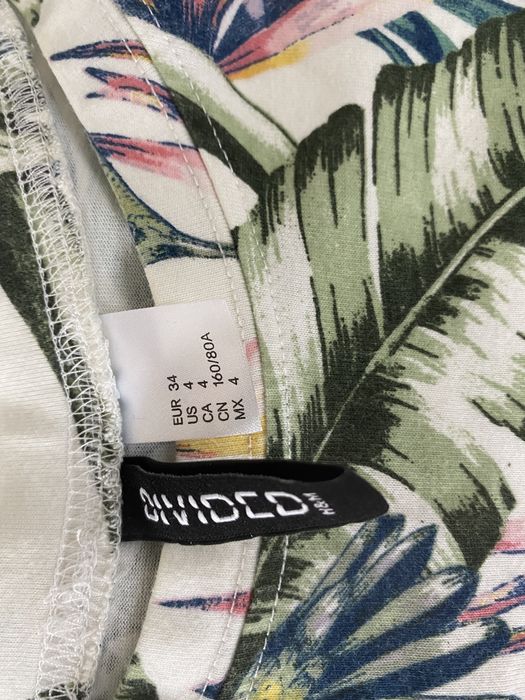 EUR 34
US 4
CA 4
CN 160/80A
MX 4
DIVIDED
H&M